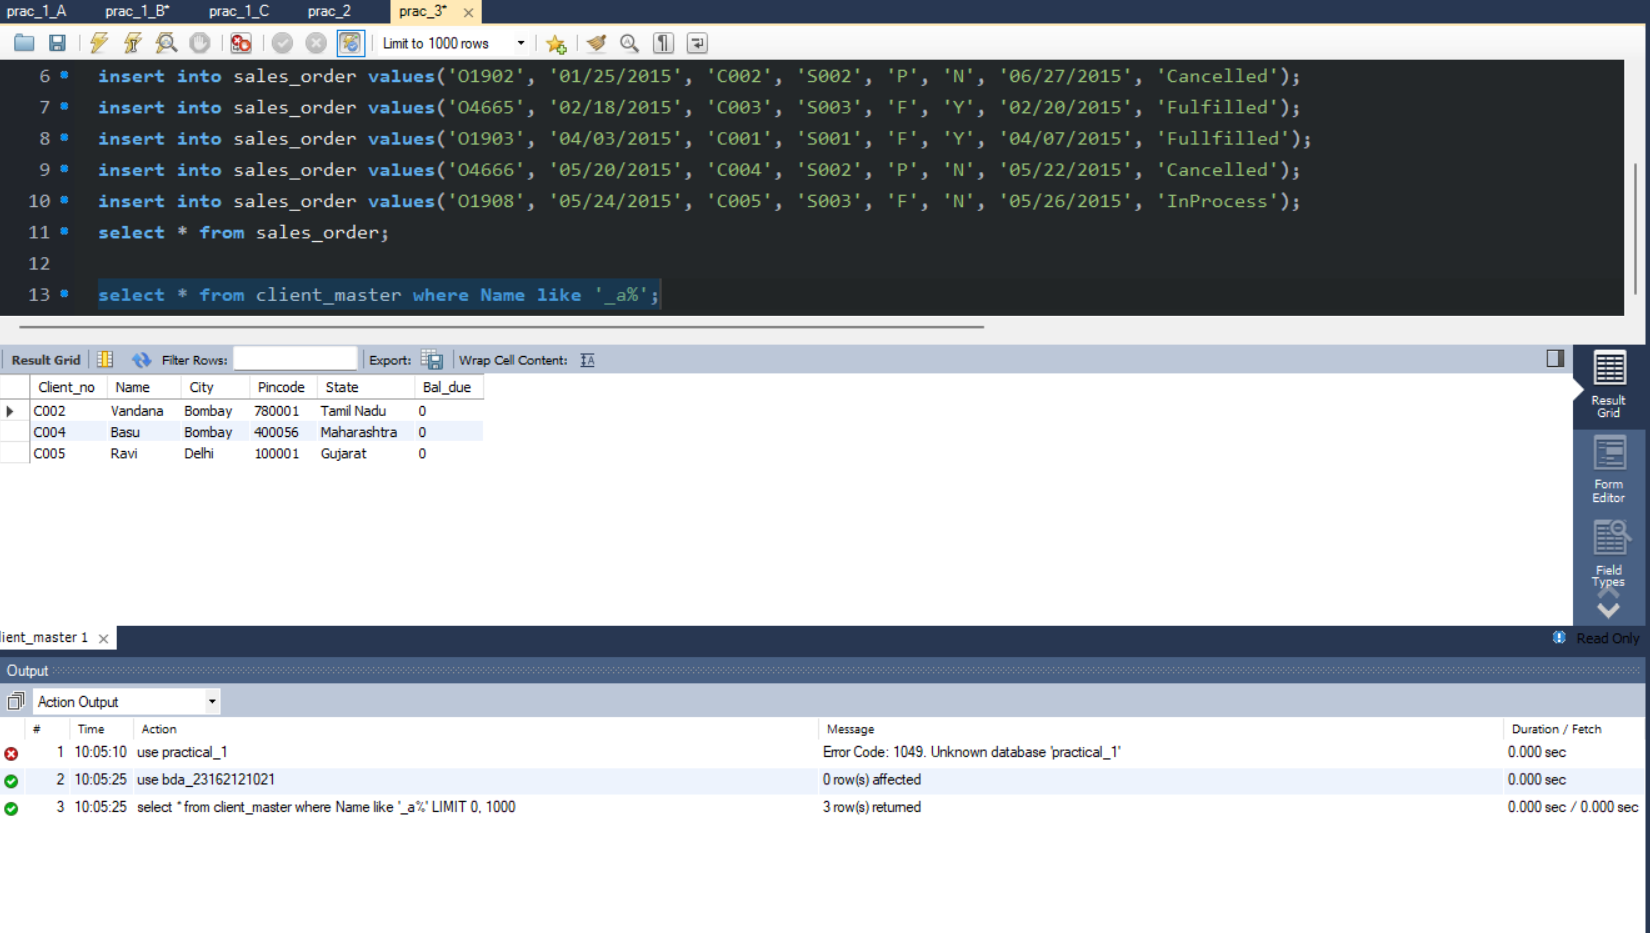 prac_1_A prac_1_B* prac_1_C prac_2 prac_3*
Limit to 1000 rows
6 insert into sales_order values('O1902', '01/25/2015', 'C002', 'S002', 'P', 'N', '06/27/2015', 'Cancelled');
7 insert into sales_order values('O4665', '02/18/2015', 'C003', 'S003', 'F', 'Y', '02/20/2015', 'Fulfilled');
8 insert into sales_order values('O1903', '04/03/2015', 'C001', 'S001', 'F', 'Y', '04/07/2015', 'Fullfilled');
9 insert into sales_order values('O4666', '05/20/2015', 'C004', 'S002', 'P', 'N', '05/22/2015', 'Cancelled');
10 insert into sales_order values('O1908', '05/24/2015', 'C005', 'S003', 'F', 'N', '05/26/2015', 'InProcess');
11 select * from sales_order;
12
13 select * from client_master where Name like '_a%';
Result Grid Filter Rows: Export: Wrap Cell Content: IA
Client_no Name City Pincode State Bal_due
C002 Vandana Bombay 780001 Tamil Nadu 0
C004 Basu Bombay 400056 Maharashtra 0
C005 Ravi Delhi 100001 Gujarat 0
Result
Grid
Form
Editor
Field
Types
lient_master 1
Read Only
Output
Action Output
# Time Action Message Duration / Fetch
1 10:05:10 use practical_1 Error Code: 1049. Unknown database 'practical_1' 0.000 sec
2 10:05:25 use bda_23162121021 0 row(s) affected 0.000 sec
3 10:05:25 select * from client_master where Name like '_a%' LIMIT 0, 1000 3 row(s) returned 0.000 sec / 0.000 sec